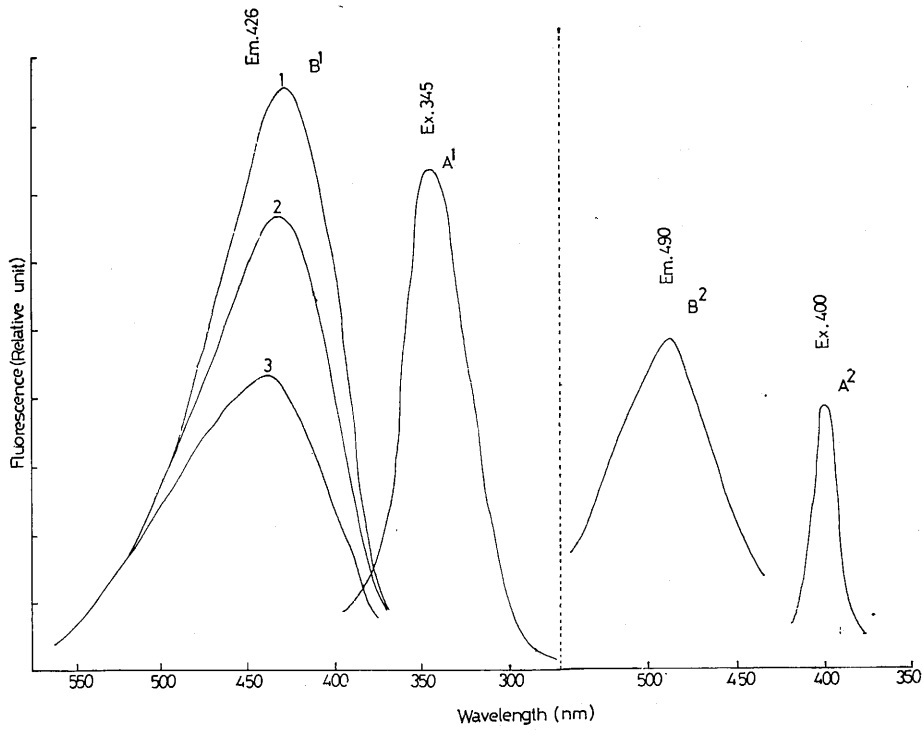 Em.426
B1
1
2
3
Ex.345
A1
Em.490
B2
Ex.400
A2
Fluorescence (Relative unit)
550 500 450 400 350 300 500 450 400 350
Wavelength (nm)